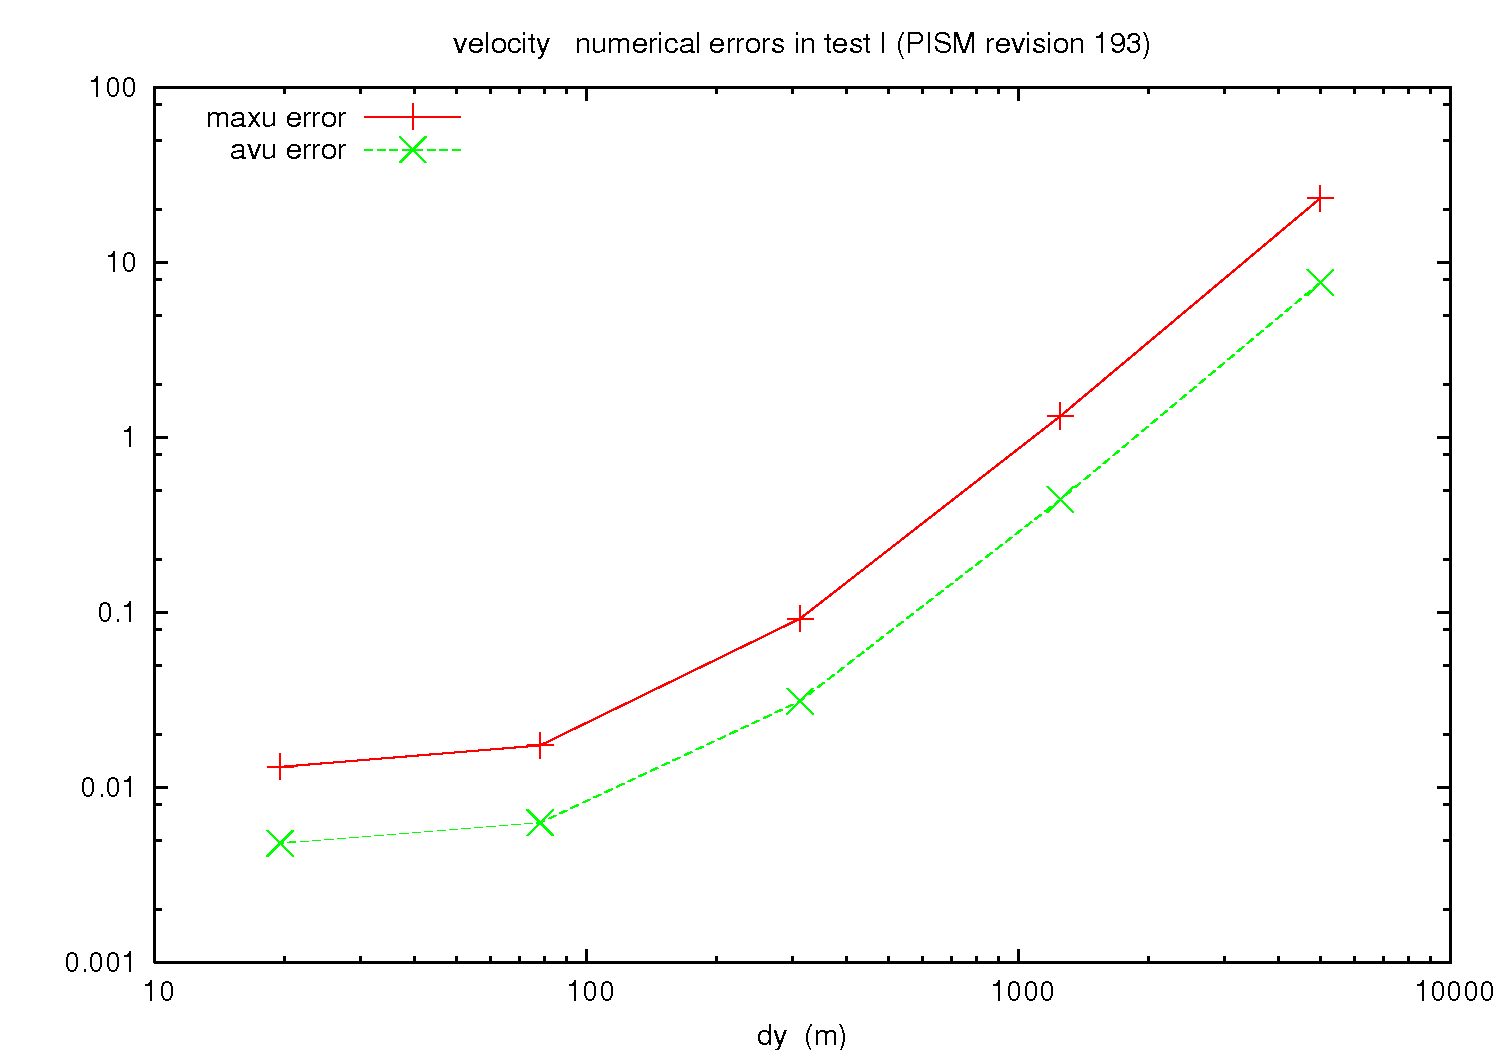 velocity numerical errors in test I (PISM revision 193)
100
maxu error
avu error
10
1
0.1
0.01
0.001
10 100 1000 10000
dy (m)